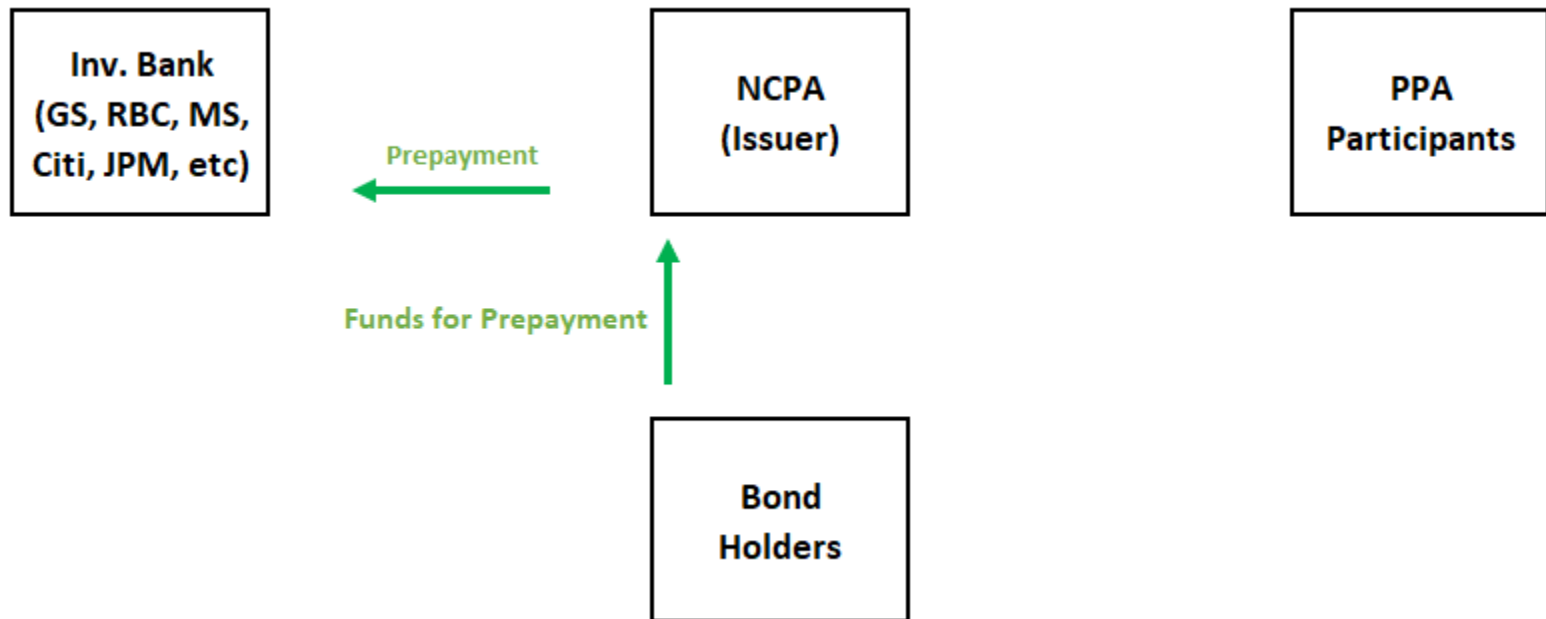 Inv. Bank
(GS, RBC, MS,
Citi, JPM, etc)
Prepayment
NCPA
(Issuer)
PPA
Participants
Funds for Prepayment
Bond
Holders